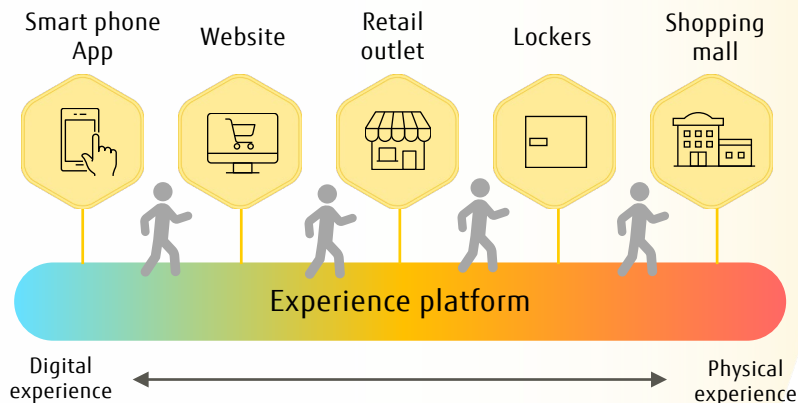 Smart phone
App
Website
Retail
outlet
Lockers
Shopping
mall
Experience platform
Digital
experience
Physical
experience